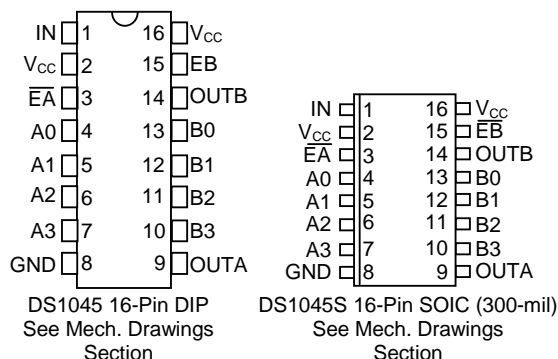 IN 1 16 VCC
VCC 2 15 EB
EA 3 14 OUTB
A0 4 13 B0
A1 5 12 B1
A2 6 11 B2
A3 7 10 B3
GND 8 9 OUTA
DS1045 16-Pin DIP
See Mech. Drawings
Section
IN 1 16 VCC
VCC 2 15 EB
EA 3 14 OUTB
A0 4 13 B0
A1 5 12 B1
A2 6 11 B2
A3 7 10 B3
GND 8 9 OUTA
DS1045S 16-Pin SOIC (300-mil)
See Mech. Drawings
Section